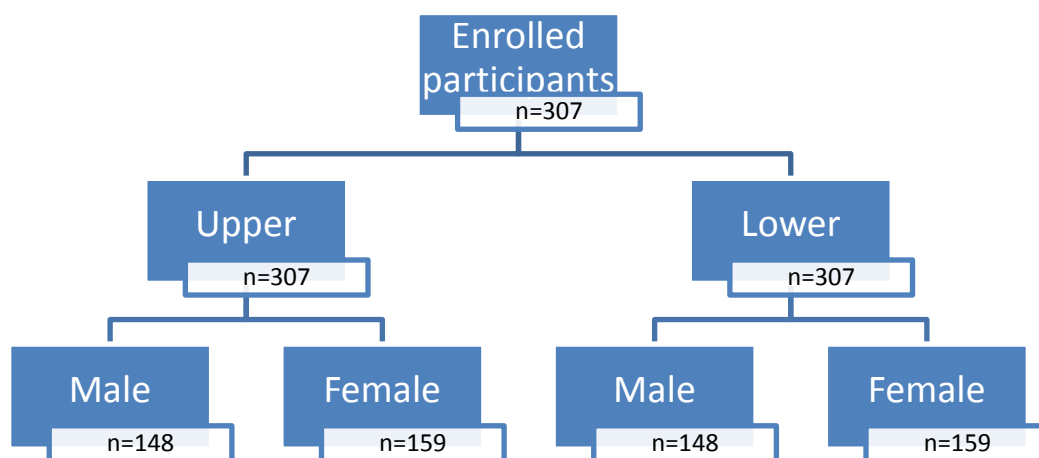 Enrolled
participants
n=307
Upper
n=307
Lower
n=307
Male
n=148
Female
n=159
Male
n=148
Female
n=159